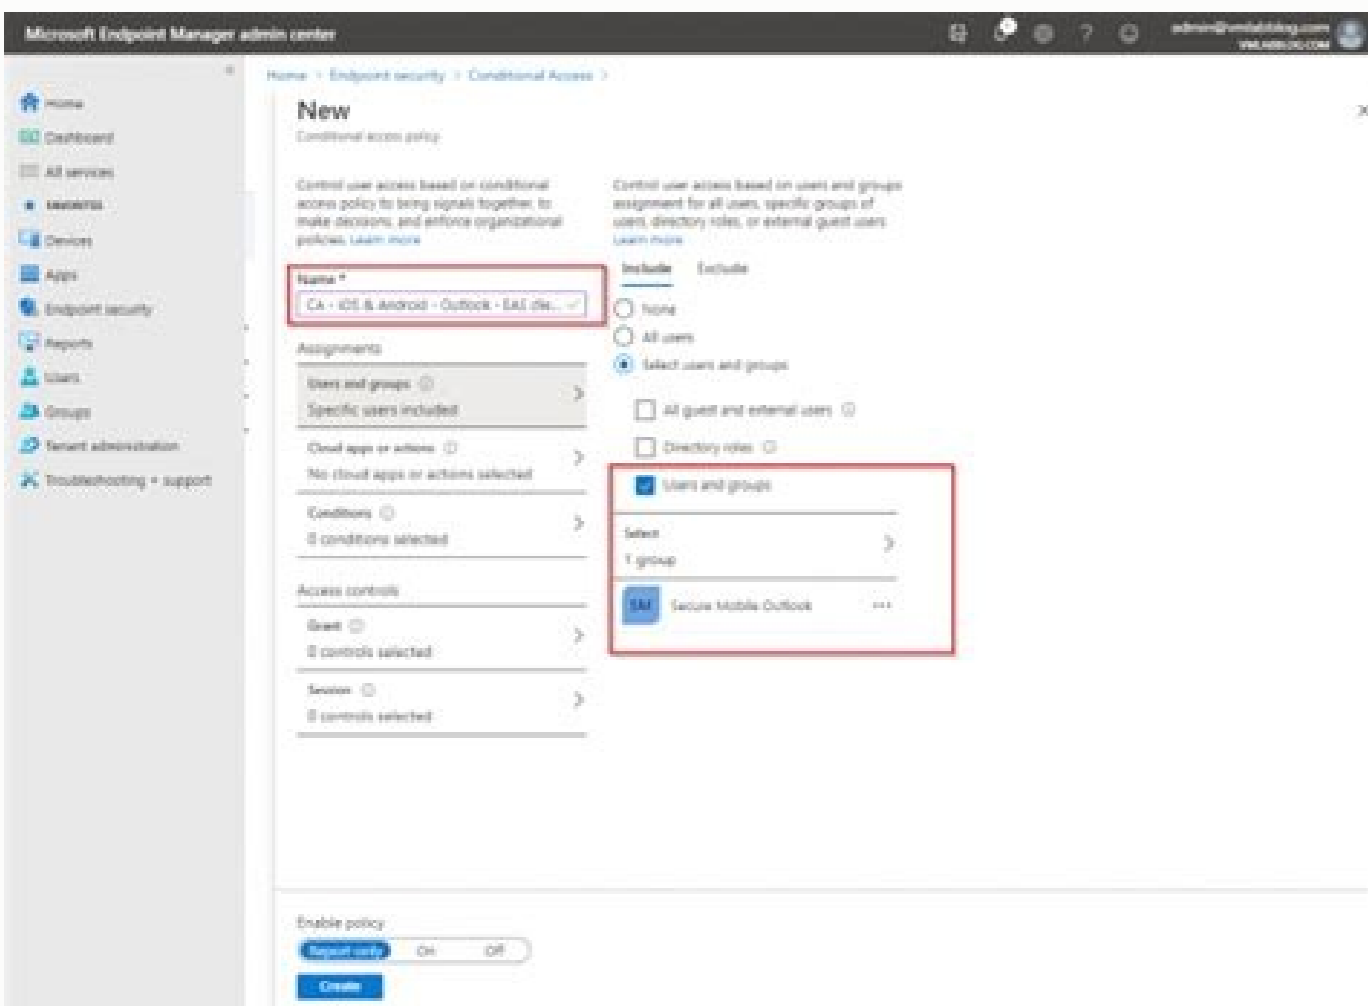 Microsoft Endpoint Manager admin center
Home > Endpoint security > Conditional Access >
Home
Dashboard
All services
FAVORITES
Devices
Apps
Endpoint security
Reports
Users
Groups
Tenant administration
Troubleshooting + support
New
Conditional access policy
Control user access based on conditional
access policy to bring signals together, to
make decisions, and enforce organizational
policies. Learn more
Name *
CA - iOS & Android - Outlook - EAS clie...
Assignments
Users and groups
Specific users included
Cloud apps or actions
No cloud apps or actions selected
Conditions
0 conditions selected
Access controls
Grant
0 controls selected
Session
0 controls selected
Control user access based on users and groups
assignment for all users, specific groups of
users, directory roles, or external guest users
Learn more
Include Exclude
None
All users
Select users and groups
All guest and external users
Directory roles
Users and groups
Select
1 group
SM Secure Mobile Outlook
Enable policy
Report-only On Off
Create